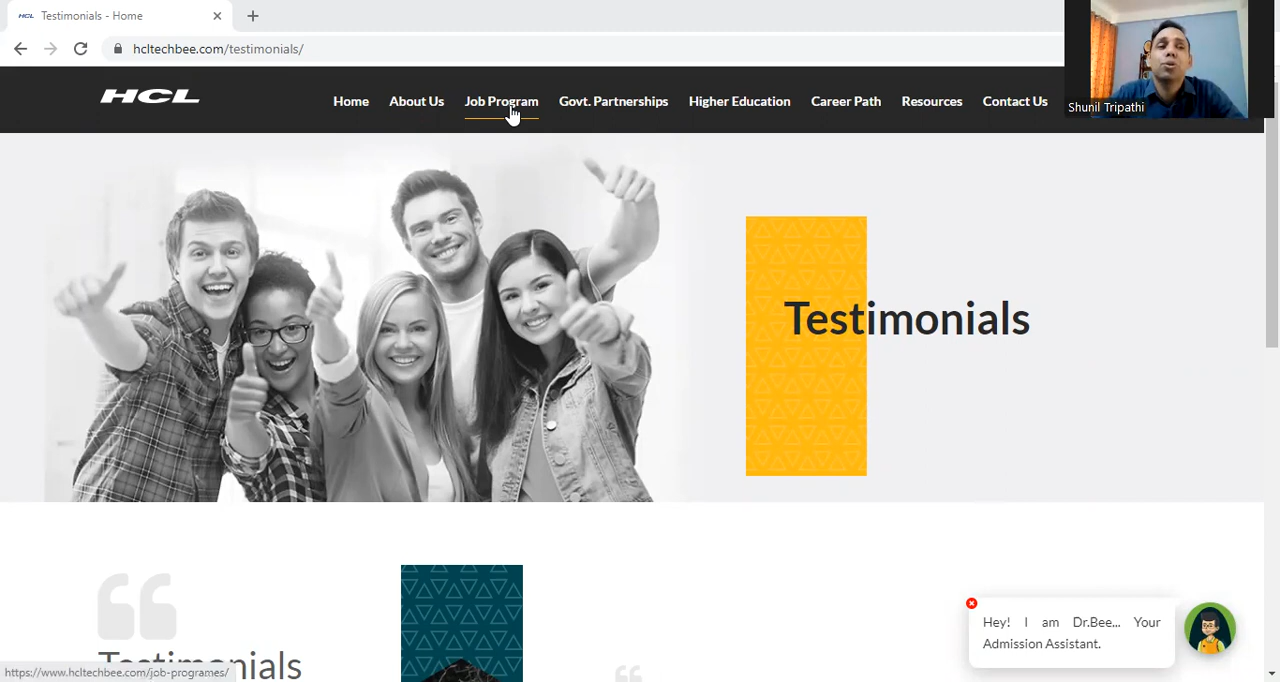 HCL Testimonials - Home
hcltechbee.com/testimonials/
HCL
Home About Us Job Program Govt. Partnerships Higher Education Career Path Resources Contact Us
Shunil Tripathi
Testimonials
Testimonials
Hey! I am Dr.Bee... Your
Admission Assistant.
https://www.hcltechbee.com/job-programes/